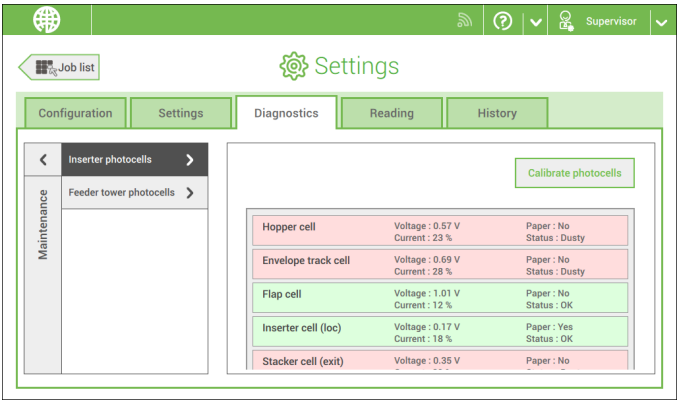 Supervisor
Job list
Settings
Configuration
Settings
Diagnostics
Reading
History
Maintenance
Inserter photocells
Feeder tower photocells
Calibrate photocells
Hopper cell
Voltage : 0.57 V
Current : 23 %
Paper : No
Status : Dusty
Envelope track cell
Voltage : 0.69 V
Current : 28 %
Paper : No
Status : Dusty
Flap cell
Voltage : 1.01 V
Current : 12 %
Paper : No
Status : OK
Inserter cell (loc)
Voltage : 0.17 V
Current : 18 %
Paper : Yes
Status : OK
Stacker cell (exit)
Voltage : 0.35 V
Paper : No